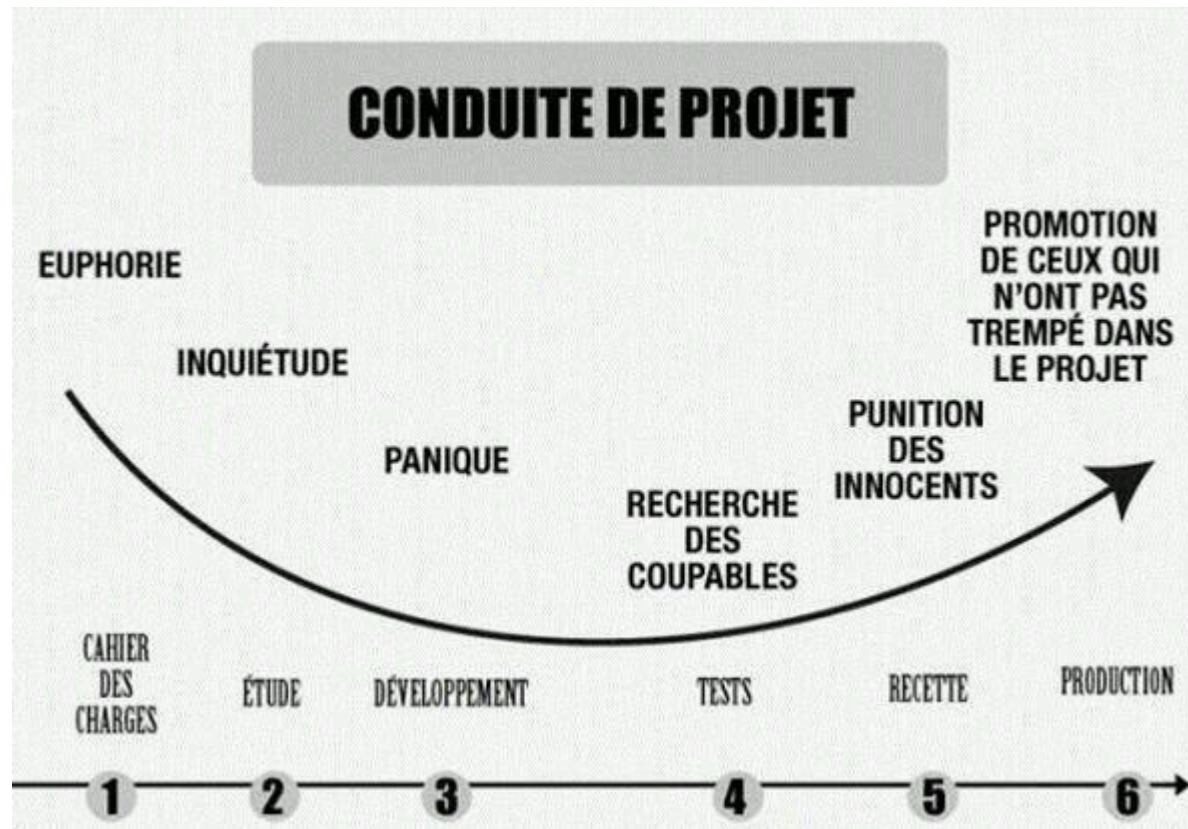 CONDUITE DE PROJET
EUPHORIE
INQUIÉTUDE
PANIQUE
RECHERCHE
DES
COUPABLES
PUNITION
DES
INNOCENTS
PROMOTION
DE CEUX QUI
N'ONT PAS
TREMPÉ DANS
LE PROJET
CAHIER
DES
CHARGES
ÉTUDE
DÉVELOPPEMENT
TESTS
RECETTE
PRODUCTION
1
2
3
4
5
6